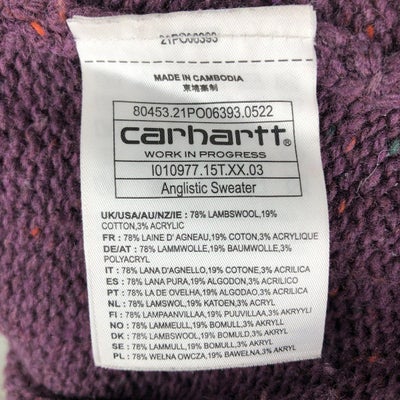 21PO06393
MADE IN CAMBODIA
柬埔寨制
80453.21PO06393.0522
carhartt®
WORK IN PROGRESS
I010977.15T.XX.03
Anglistic Sweater
UK/USA/AU/NZ/IE : 78% LAMBSWOOL,19%
COTTON,3% ACRYLIC
FR : 78% LAINE D' AGNEAU,19% COTON,3% ACRYLIQUE
DE/AT : 78% LAMMWOLLE,19% BAUMWOLLE,3%
POLYACRYL
IT : 78% LANA D'AGNELLO,19% COTONE,3% ACRILICA
ES : 78% LANA PURA,19% ALGODON,3% ACRILICO
PT : 78% LA DE OVELHA,19% ALGODAO,3% ACRILICA
NL : 78% LAMSWOL,19% KATOEN,3% ACRYL
FI : 78% LAMPAANVILLAA,19% PUUVILLAA,3% AKRYYLI
NO : 78% LAMMEULL,19% BOMULL,3% AKRYL
DK : 78% LAMBSWOOL,19% BOMULD,3% AKRYL
SE : 78% LAMMULL,19% BOMULL,3% AKRYL
PL : 78% WEŁNA OWCZA,19% BAWEŁNA,3% AKRYL